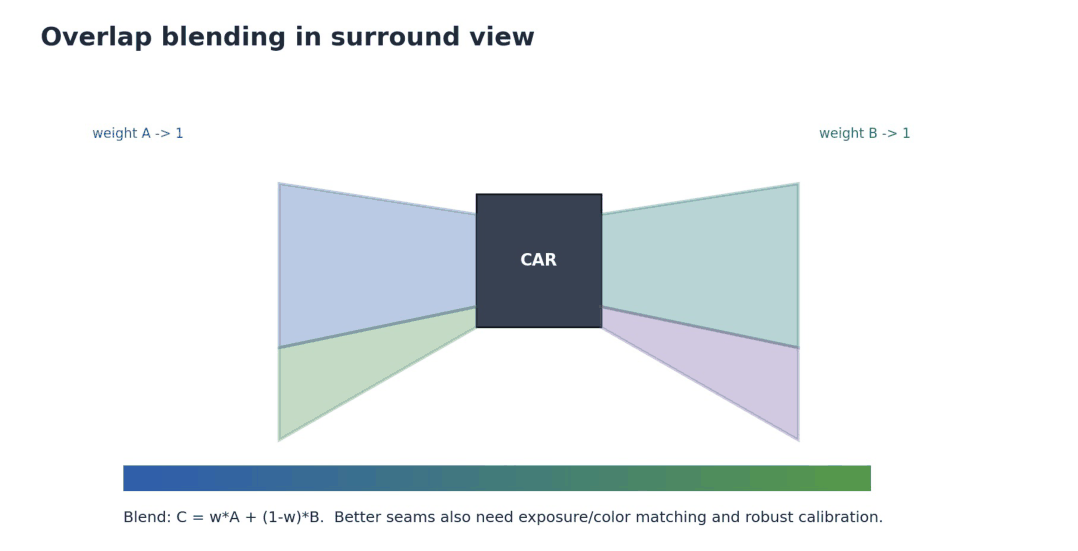 Overlap blending in surround view
weight A -> 1
weight B -> 1
CAR
Blend: C = w*A + (1-w)*B.  Better seams also need exposure/color matching and robust calibration.